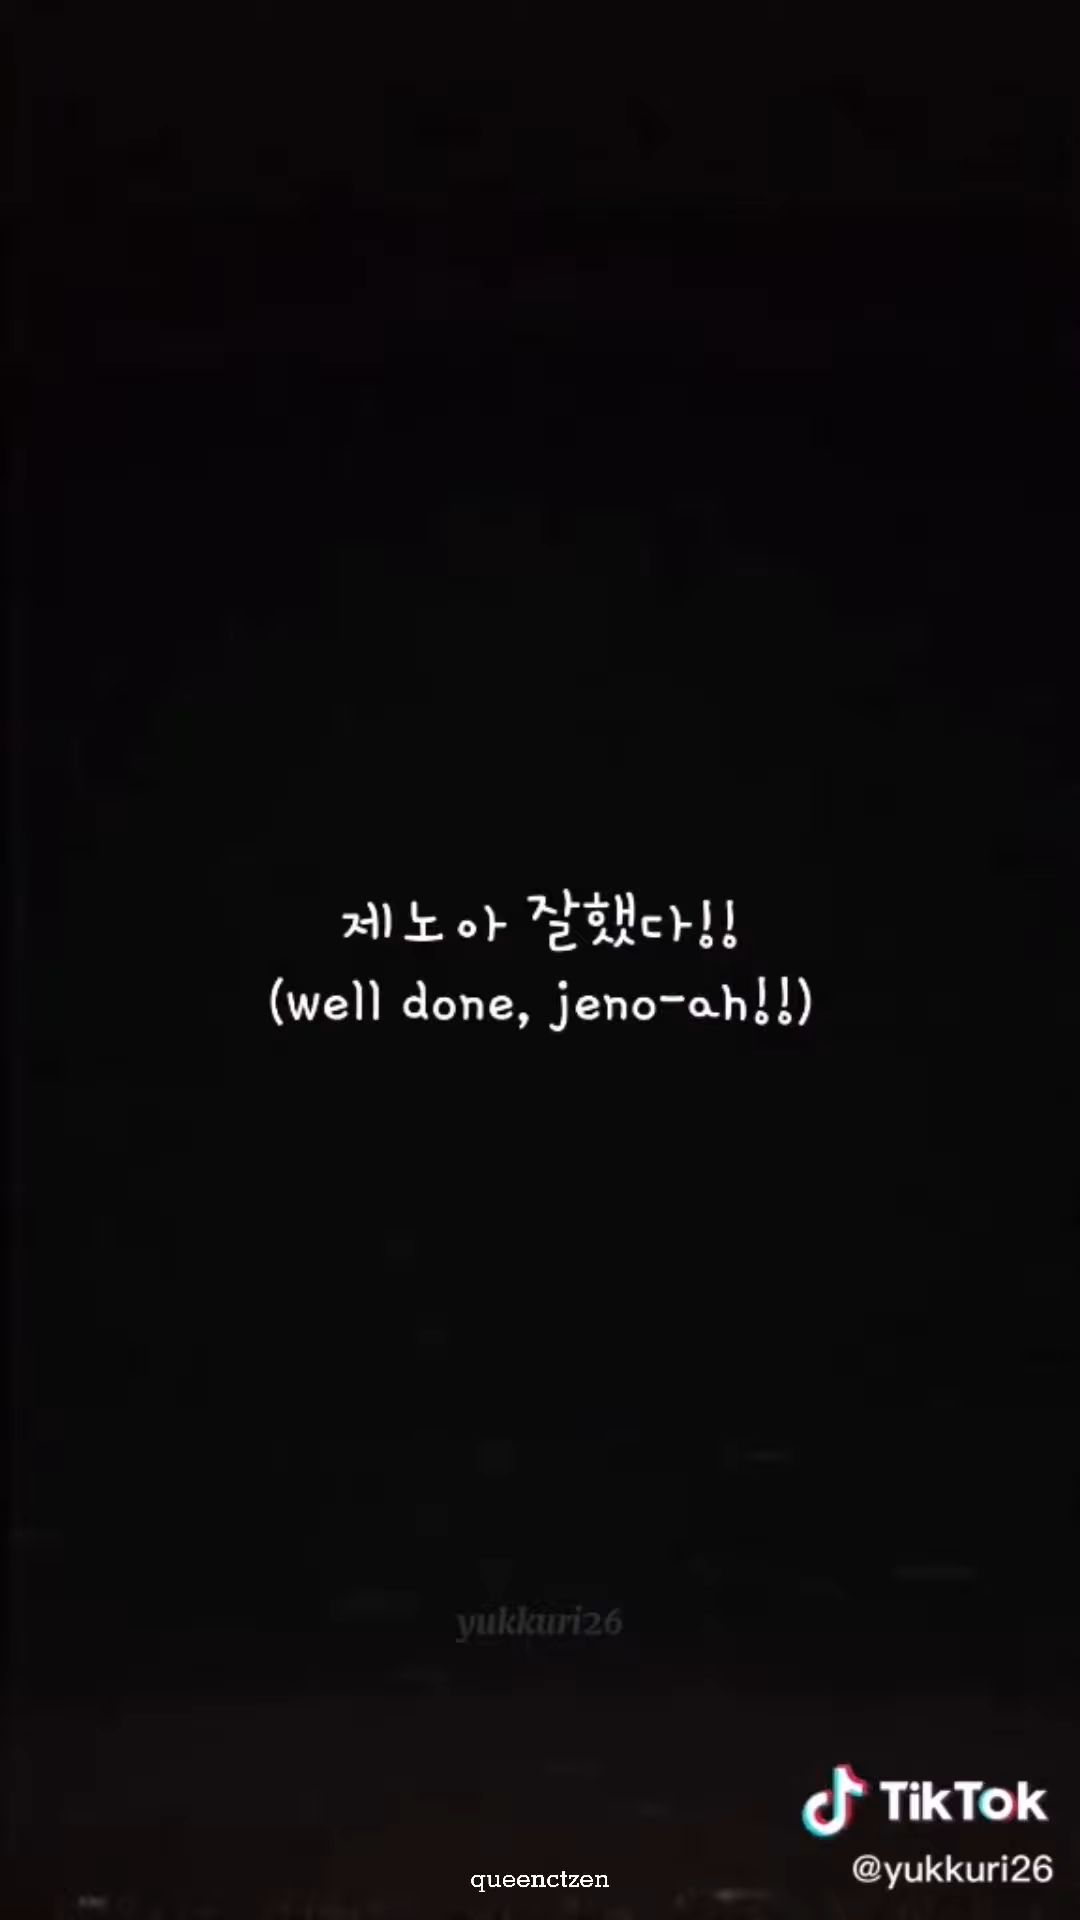 제노아 잘했다!!
(well done, jeno-ah!!)
yukkuri26
TikTok
@yukkuri26
queenctzen